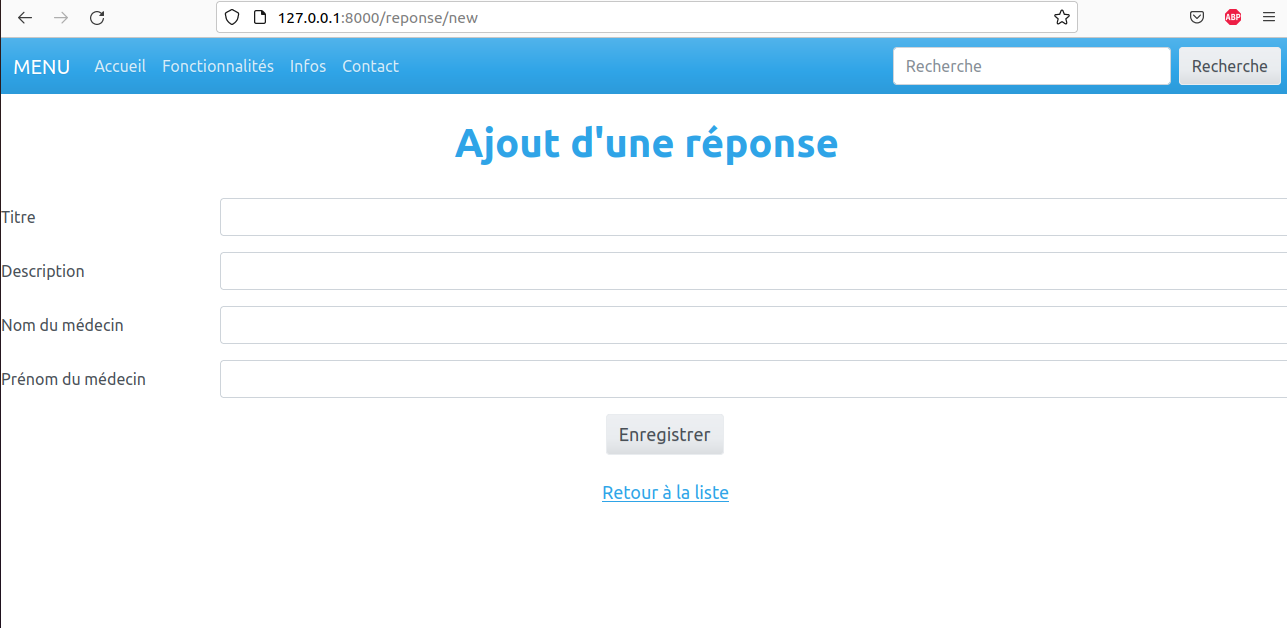 127.0.0.1:8000/reponse/new
ABP
MENU Accueil Fonctionnalités Infos Contact Recherche Recherche
Ajout d'une réponse
Titre
Description
Nom du médecin
Prénom du médecin
Enregistrer
Retour à la liste